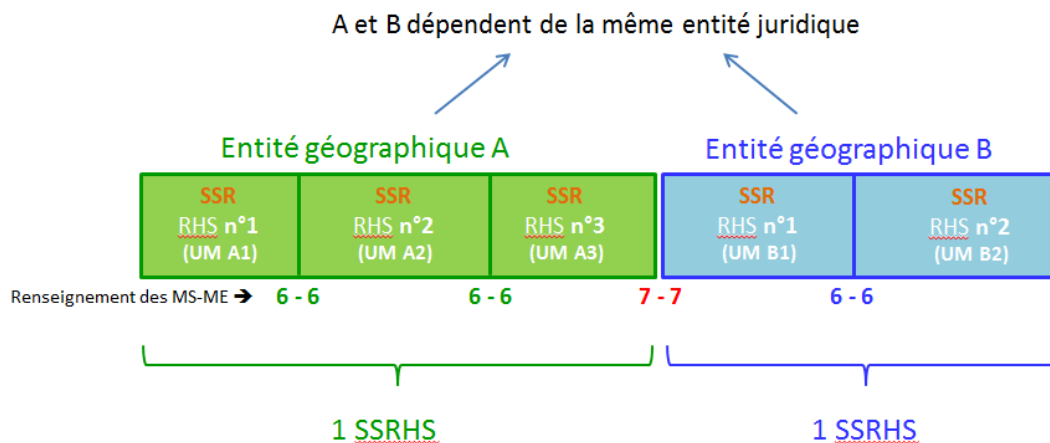 A et B dépendent de la même entité juridique
Entité géographique A
Entité géographique B
SSR
RHS n°1
(UM A1)
SSR
RHS n°2
(UM A2)
SSR
RHS n°3
(UM A3)
SSR
RHS n°1
(UM B1)
SSR
RHS n°2
(UM B2)
Renseignement des MS-ME → 6 - 6 6 - 6 7 - 7 6 - 6
1 SSRHS
1 SSRHS